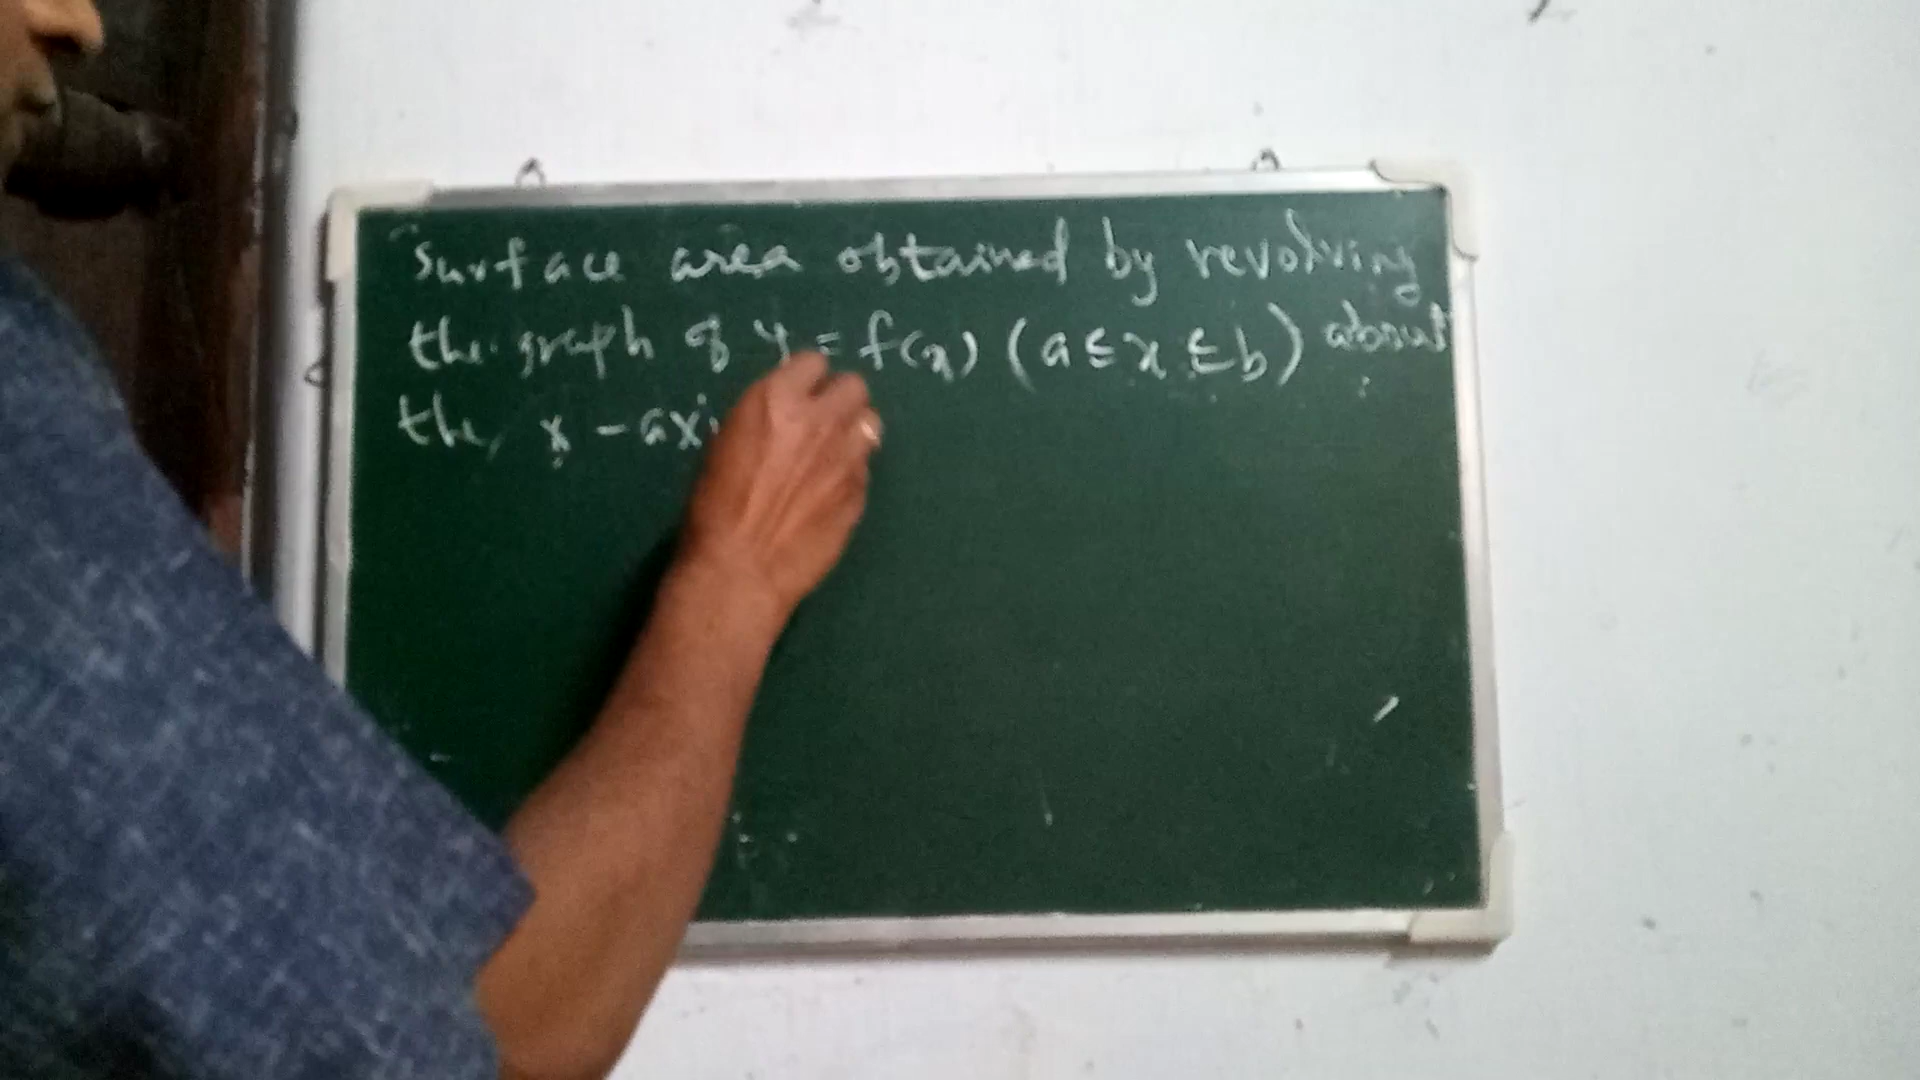 Surface area obtained by revolving
the graph of y = f(x) (a ≤ x ≤ b) about
the x - axi